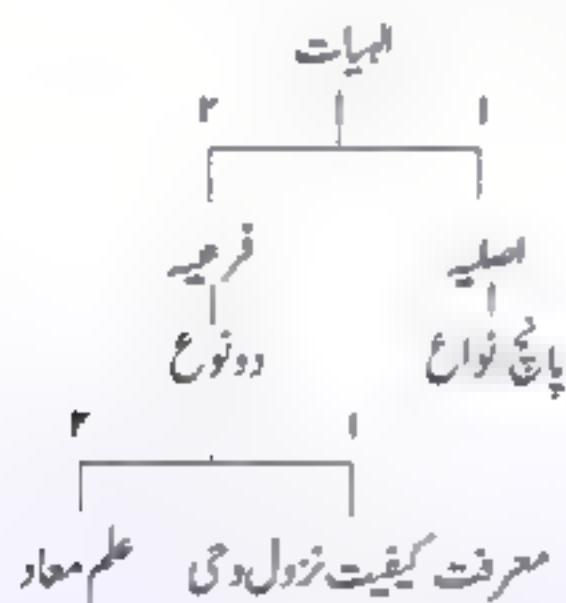 الہیات
۱ ۲
اصلیہ فرعیہ
پانچ نواع دو نوع
۱ ۲
معرفت کیفیت نزول وحی علم معاد